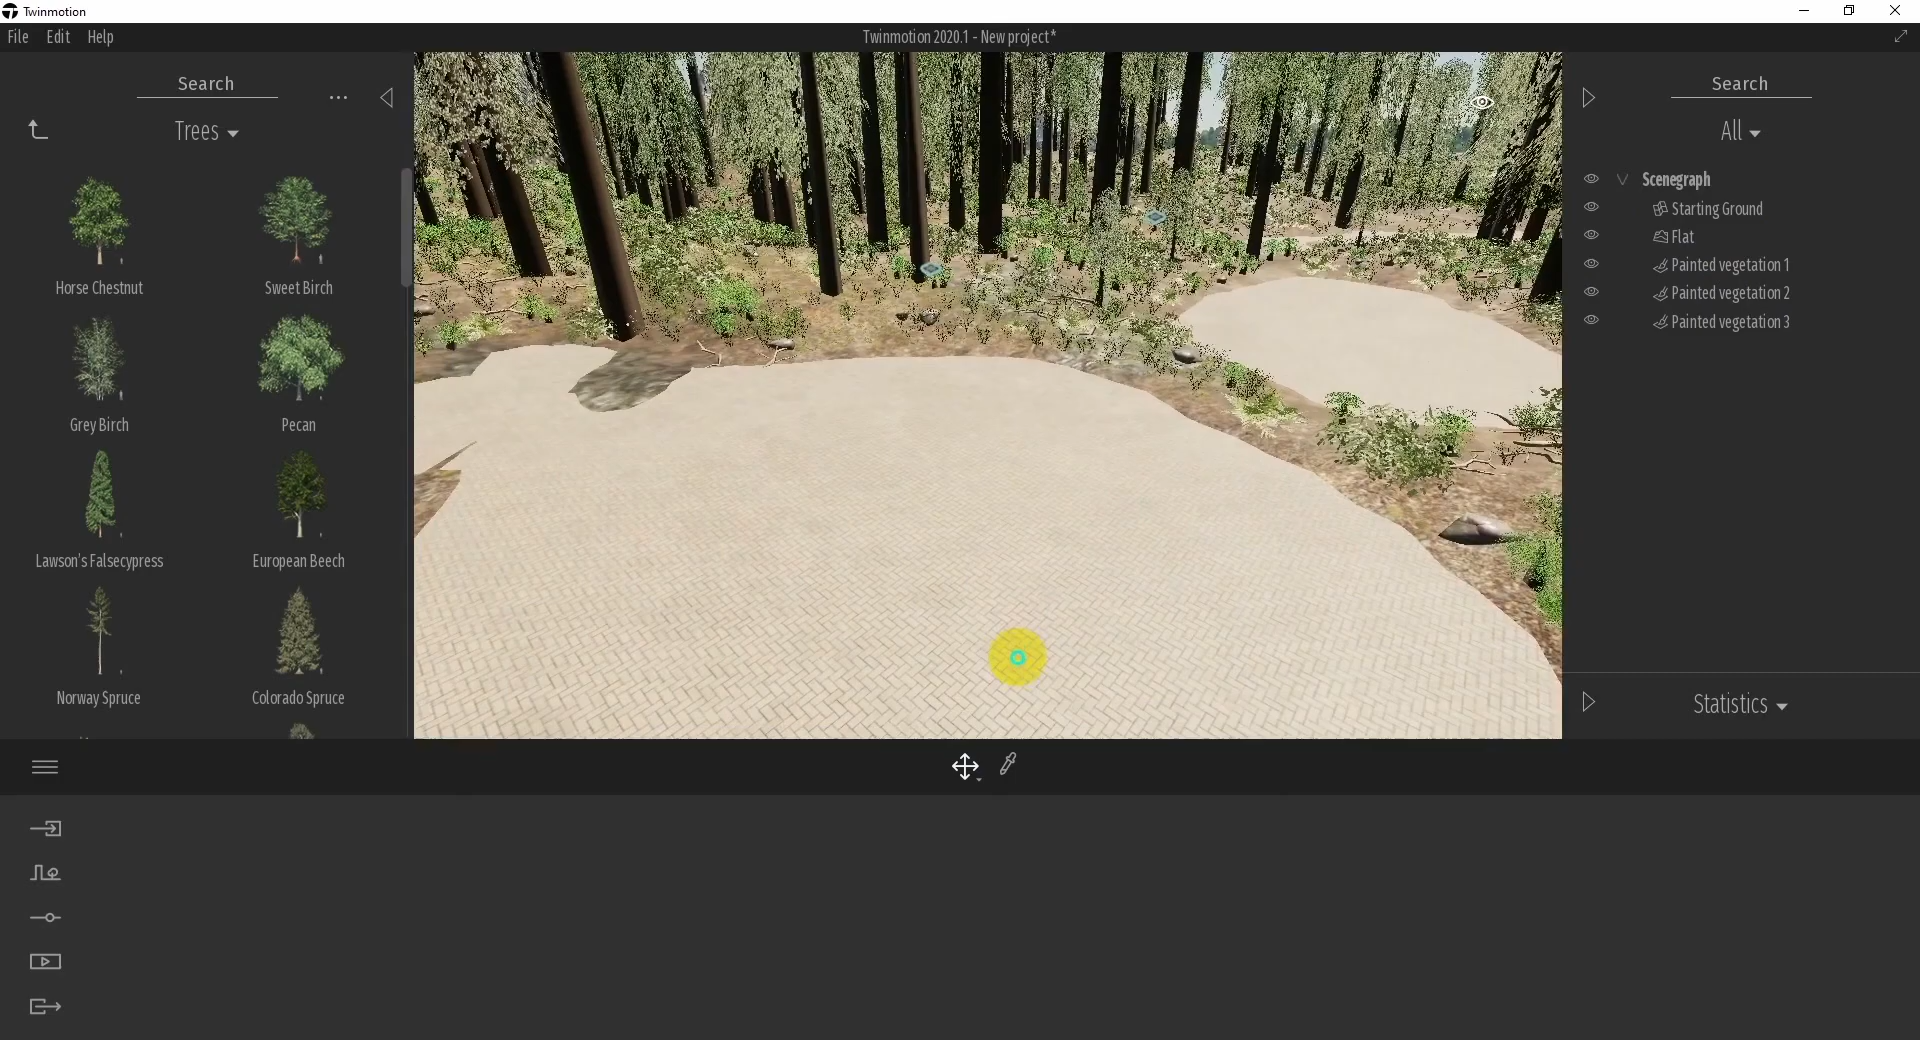 Twinmotion
File Edit Help
Twinmotion 2020.1 - New project*
Search
...
Trees
Horse Chestnut
Sweet Birch
Grey Birch
Pecan
Lawson's Falsecypress
European Beech
Norway Spruce
Colorado Spruce
Search
All
Scenegraph
Starting Ground
Flat
Painted vegetation 1
Painted vegetation 2
Painted vegetation 3
Statistics